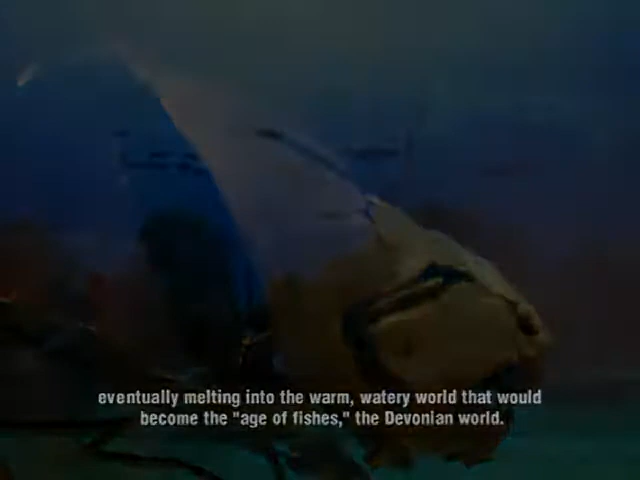 eventually melting into the warm, watery world that would
become the "age of fishes," the Devonian world.